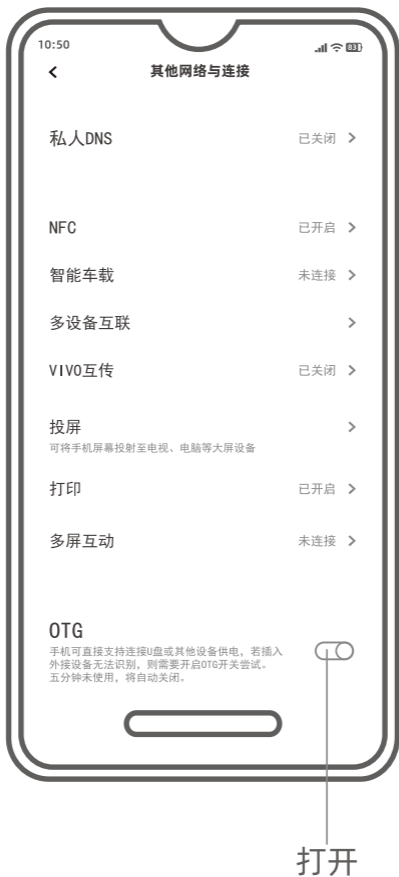 10:50
83
其他网络与连接
私人DNS 已关闭
NFC 已开启
智能车载 未连接
多设备互联
VIVO互传 已关闭
投屏
可将手机屏幕投射至电视、电脑等大屏设备
打印 已开启
多屏互动 未连接
OTG
手机可直接支持连接U盘或其他设备供电，若插入
外接设备无法识别，则需要开启OTG开关尝试。
五分钟未使用，将自动关闭。
打开